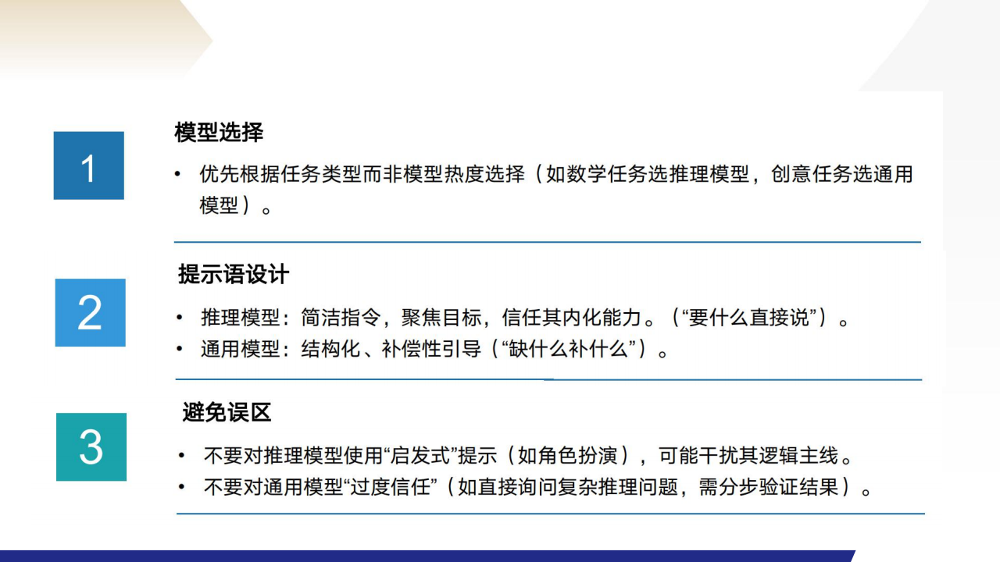 1
模型选择
• 优先根据任务类型而非模型热度选择（如数学任务选推理模型，创意任务选通用
模型）。
2
提示语设计
• 推理模型：简洁指令，聚焦目标，信任其内化能力。（“要什么直接说”）。
• 通用模型：结构化、补偿性引导（“缺什么补什么”）。
3
避免误区
• 不要对推理模型使用“启发式”提示（如角色扮演），可能干扰其逻辑主线。
• 不要对通用模型“过度信任”（如直接询问复杂推理问题，需分步验证结果）。